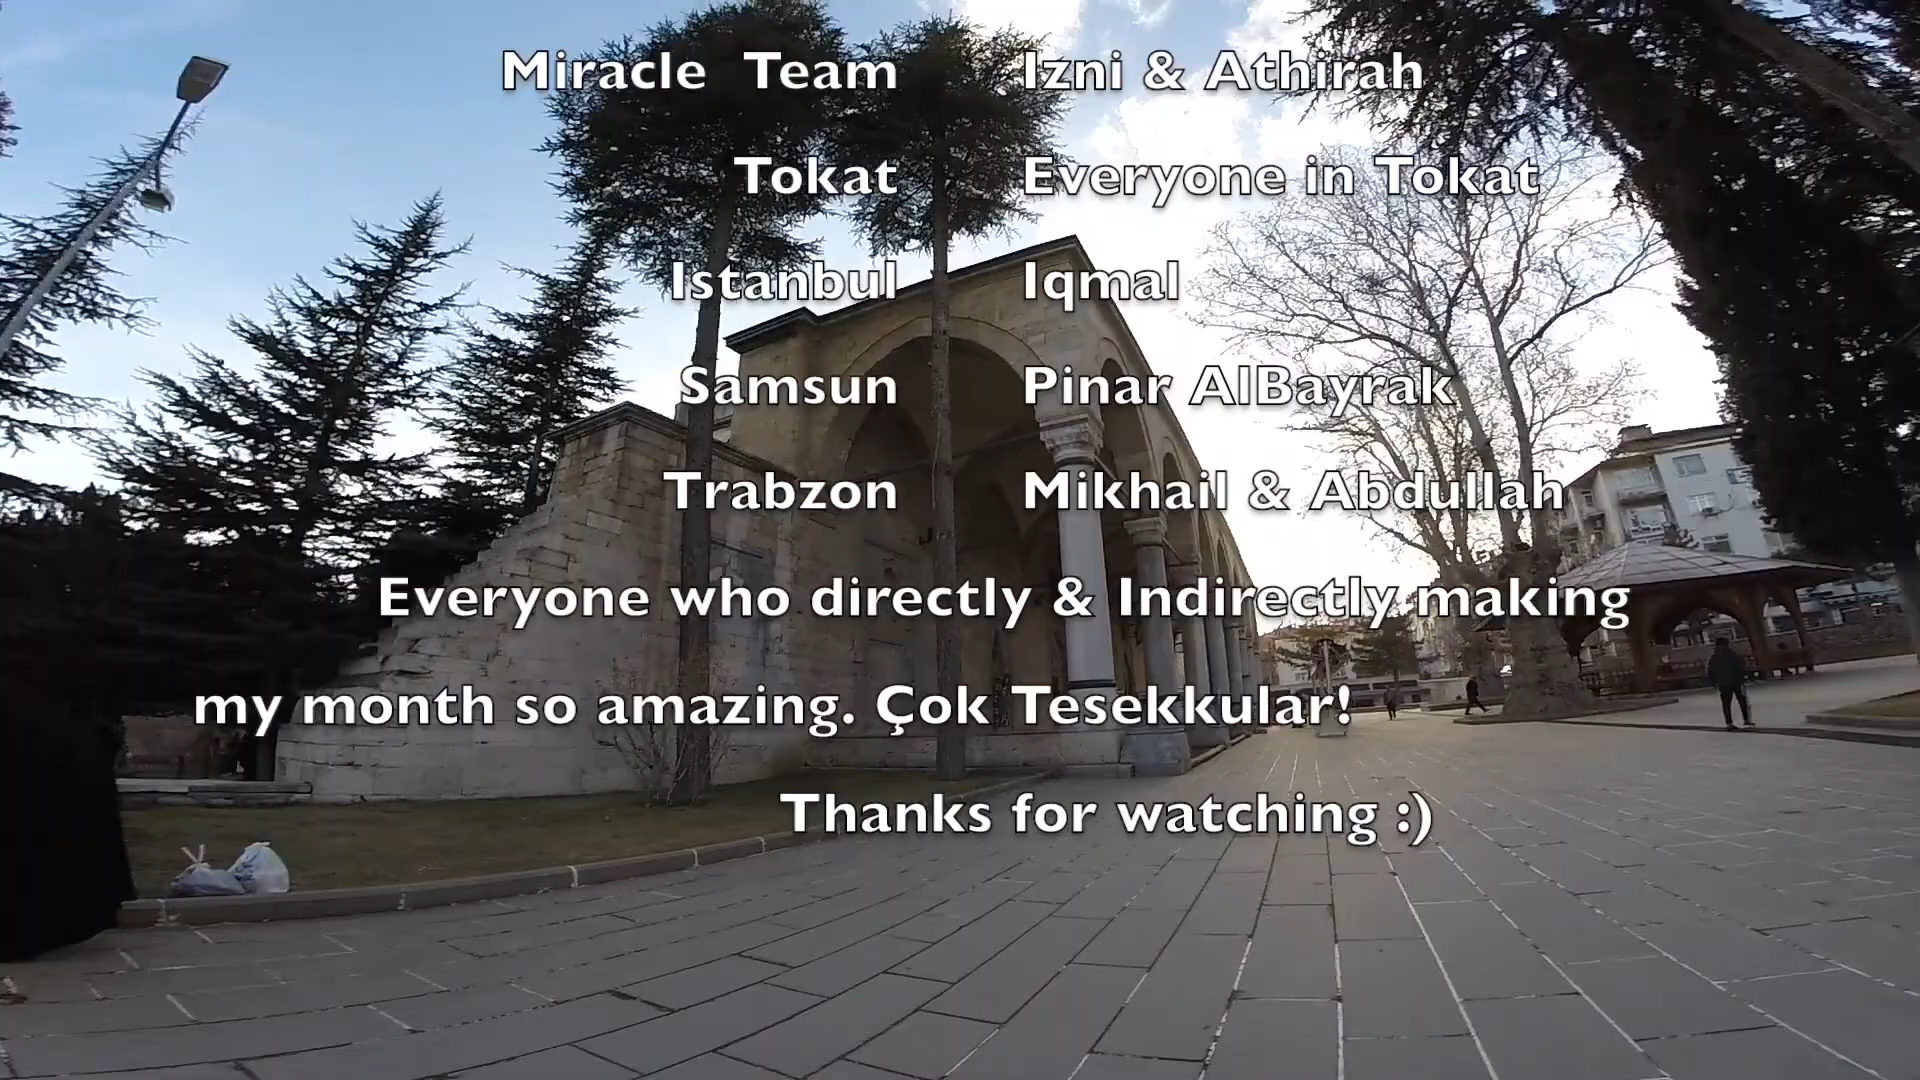 Miracle Team Izni & Athirah
Tokat Everyone in Tokat
Istanbul Iqmal
Samsun Pinar AlBayrak
Trabzon Mikhail & Abdullah
Everyone who directly & Indirectly making
my month so amazing. Çok Tesekkular!
Thanks for watching :)